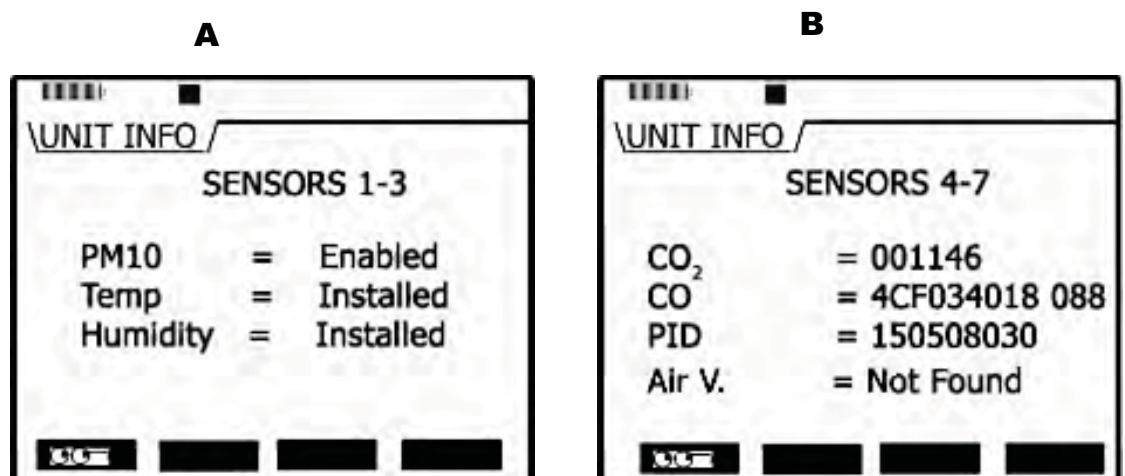 A
B
UNIT INFO
SENSORS 1-3
PM10 = Enabled
Temp = Installed
Humidity = Installed
UNIT INFO
SENSORS 4-7
CO₂ = 001146
CO = 4CF034018 088
PID = 150508030
Air V. = Not Found